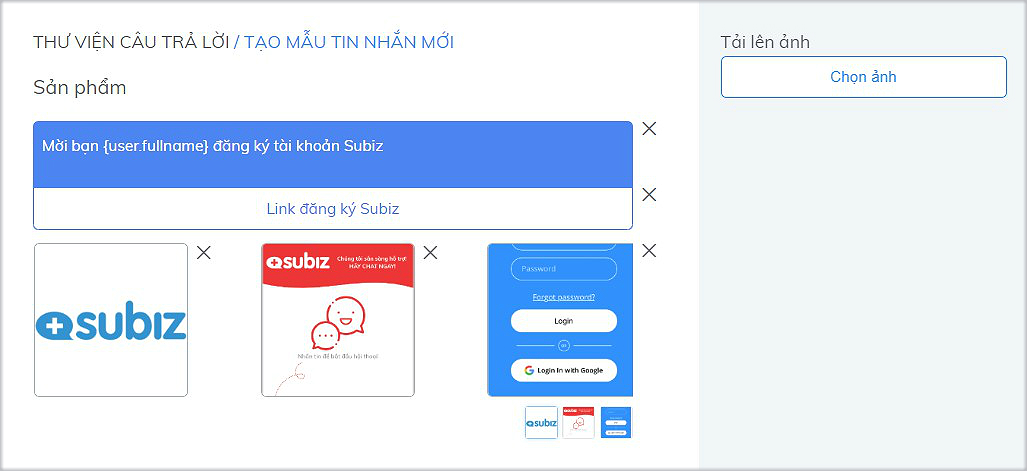 THƯ VIỆN CÂU TRẢ LỜI / TẠO MẪU TIN NHẮN MỚI
Sản phẩm
Mời bạn {user.fullname} đăng ký tài khoản Subiz
Link đăng ký Subiz
subiz
subiz
Chúng tôi sẵn sàng hỗ trợ!
HÃY CHAT NGAY!
Nhắn tin để bắt đầu hội thoại
Password
Forgot password?
Login
OR
Login In with Google
subiz
subiz
Tải lên ảnh
Chọn ảnh